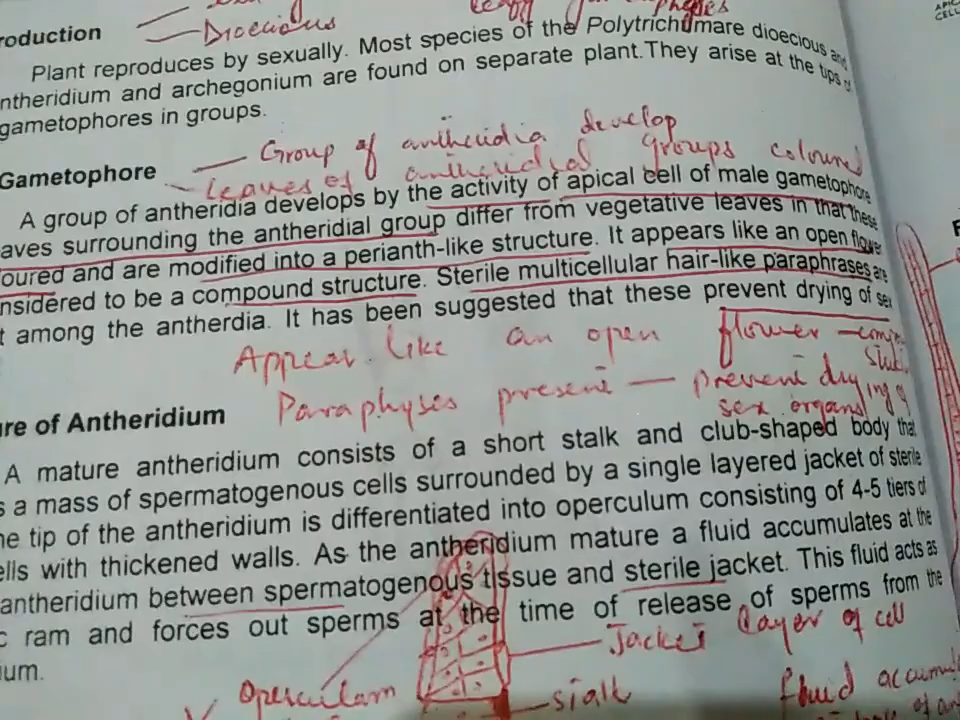 roduction
Dioecious
Plant reproduces by sexually. Most species of the Polytrichumare dioecious and
ntheridium and archegonium are found on separate plant.They arise at the tips of
gametophores in groups.
Gametophore
Group of antheridia develop
leaves of antheridial groups coloured
A group of antheridia develops by the activity of apical cell of male gametophore
aves surrounding the antheridial group differ from vegetative leaves in that these
oured and are modified into a perianth-like structure. It appears like an open flower
nsidered to be a compound structure. Sterile multicellular hair-like paraphrases are
t among the antherdia. It has been suggested that these prevent drying of sex
Appear like an open flower
Paraphyses present — prevent drying of
sex organs
re of Antheridium
A mature antheridium consists of a short stalk and club-shaped body that
s a mass of spermatogenous cells surrounded by a single layered jacket of sterile
he tip of the antheridium is differentiated into operculum consisting of 4-5 tiers of
ells with thickened walls. As the antheridium mature a fluid accumulates at the
antheridium between spermatogenous tissue and sterile jacket. This fluid acts as
c ram and forces out sperms at the time of release of sperms from the
ium.
Jacket layer of cell
Operculam
stalk
fluid accumul